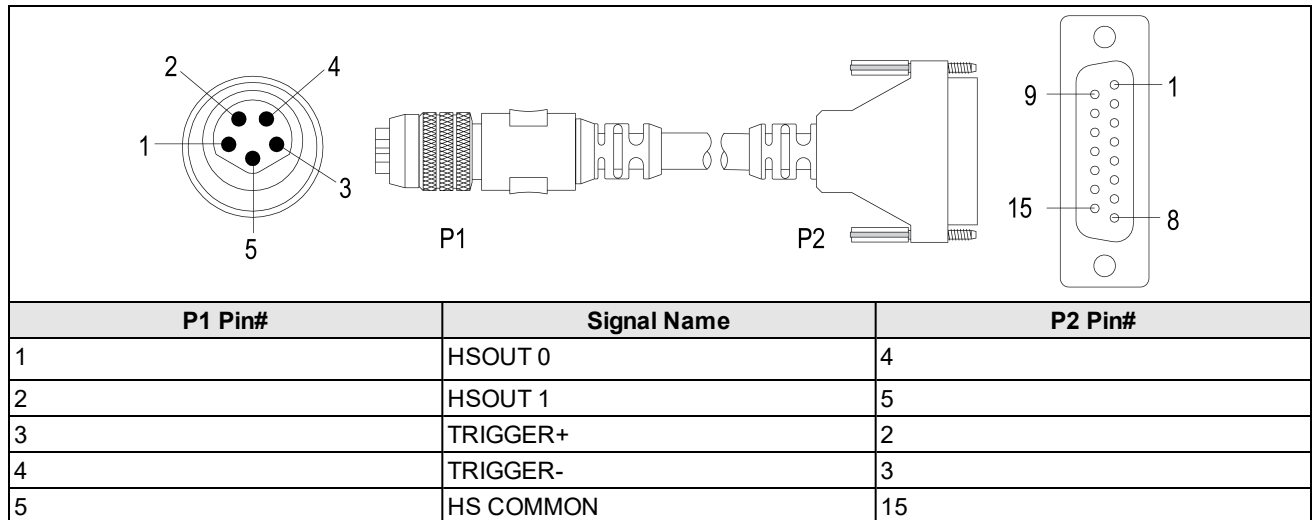 2 4
9 1
1
3
15 8
5 P1 P2
P1 Pin# Signal Name P2 Pin#
1 HSOUT 0 4
2 HSOUT 1 5
3 TRIGGER+ 2
4 TRIGGER- 3
5 HS COMMON 15